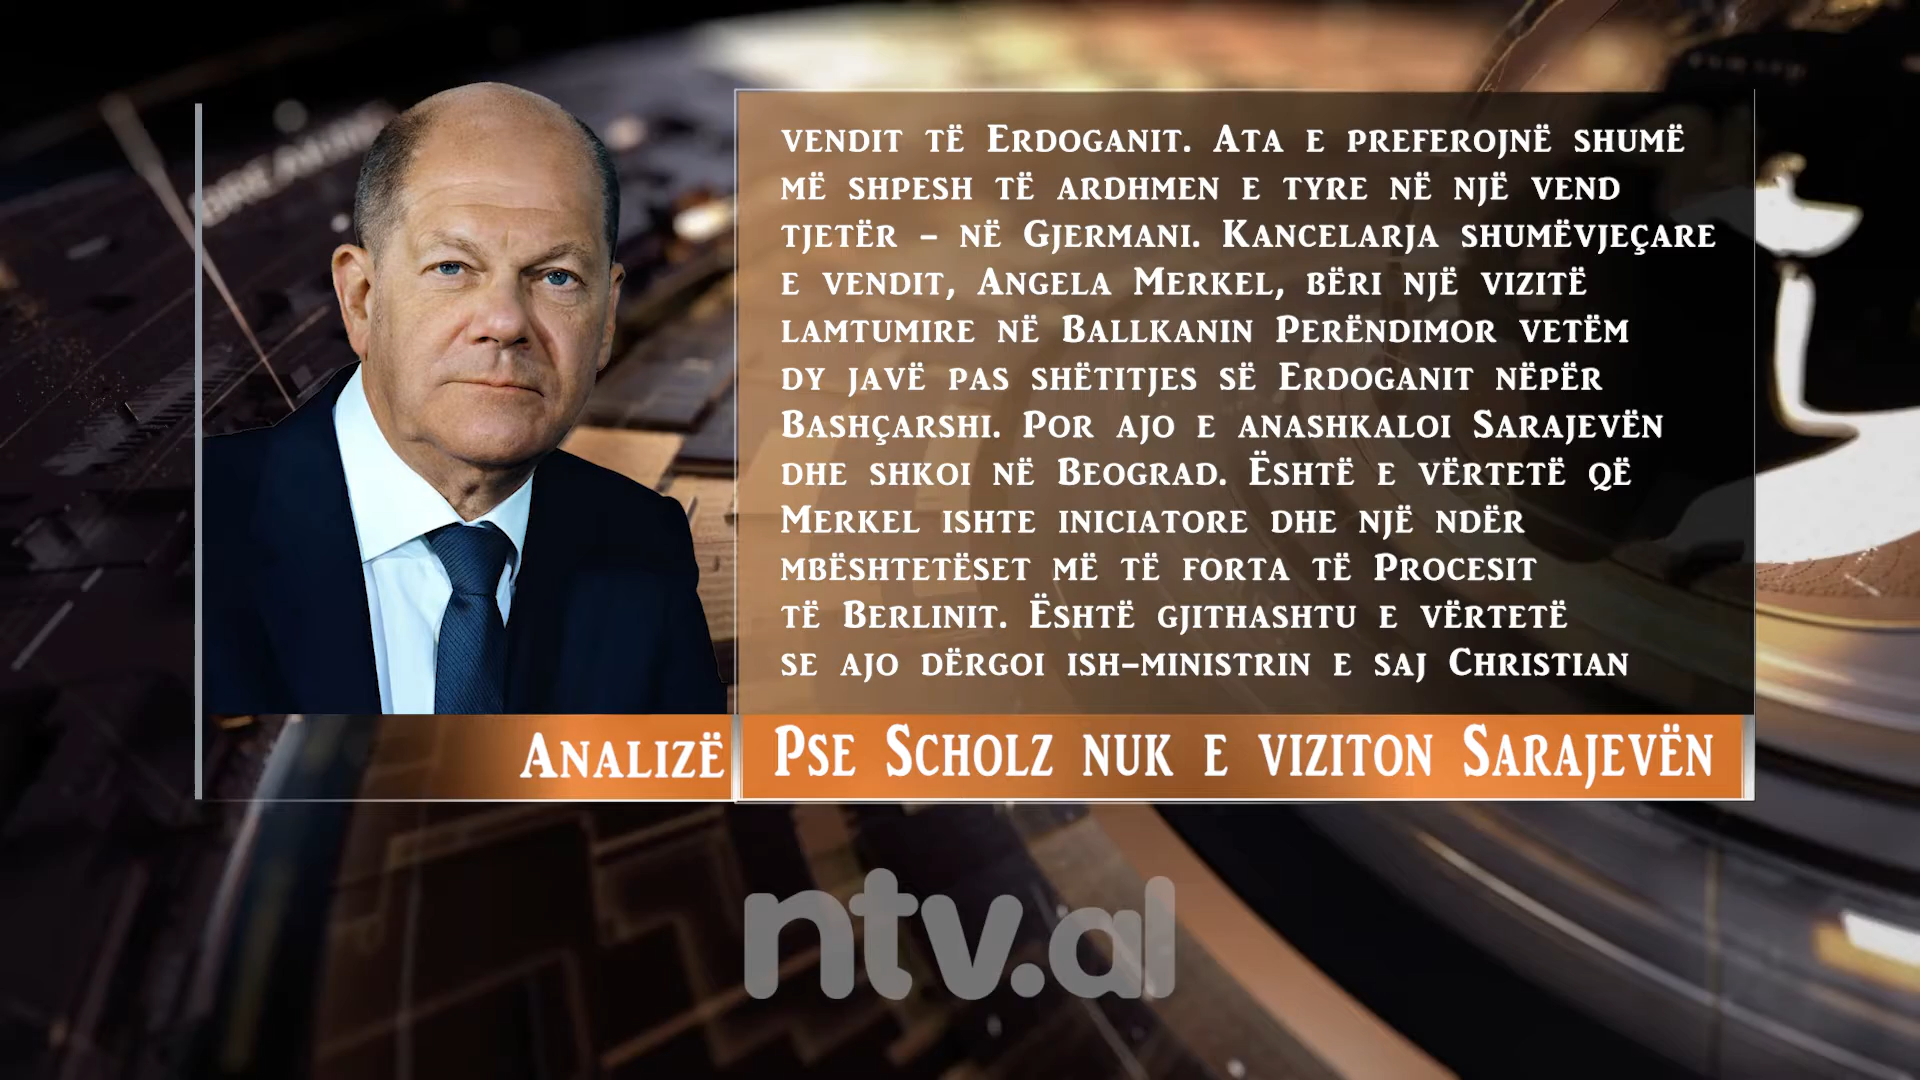 vendit të Erdoganit. Ata e preferojnë shumë
më shpesh të ardhmen e tyre në një vend
tjetër – në Gjermani. Kancelarja shumëvjeçare
e vendit, Angela Merkel, bëri një vizitë
lamtumire në Ballkanin Perëndimor vetëm
dy javë pas shëtitjes së Erdoganit nëpër
Bashçarshi. Por ajo e anashkaloi Sarajevën
dhe shkoi në Beograd. Është e vërtetë që
Merkel ishte iniciatore dhe një ndër
mbështetëset më të forta të Procesit
të Berlinit. Është gjithashtu e vërtetë
se ajo dërgoi ish-ministrin e saj Christian
Analizë
Pse Scholz nuk e viziton Sarajevën
ntv.al